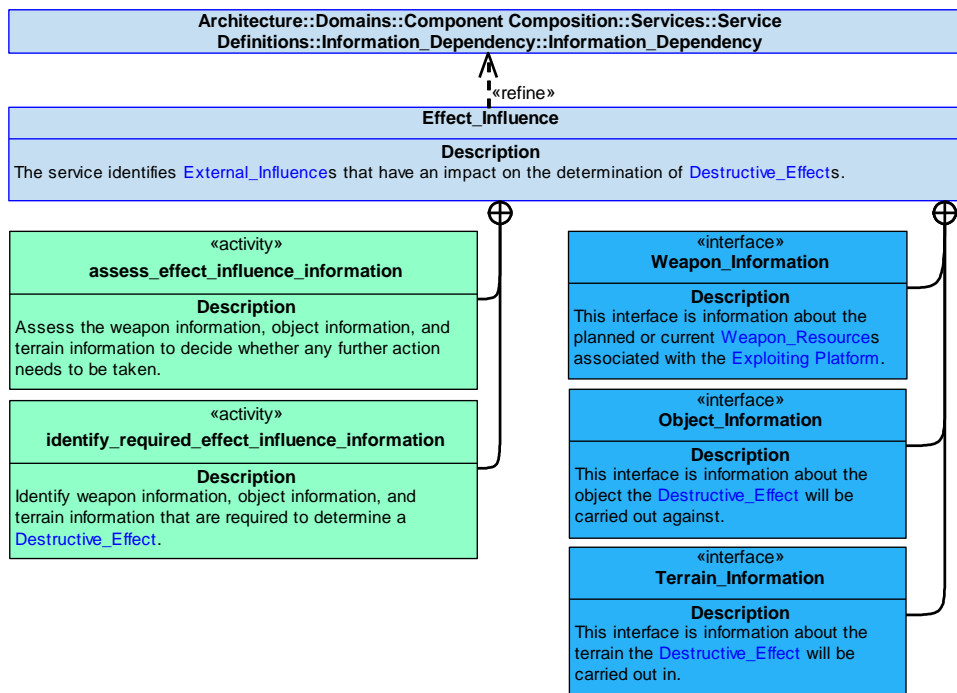 Architecture::Domains::Component Composition::Services::Service
Definitions::Information_Dependency::Information_Dependency
«refine»
Effect_Influence
Description
The service identifies External_Influences that have an impact on the determination of Destructive_Effects.
«activity»
assess_effect_influence_information
Description
Assess the weapon information, object information, and
terrain information to decide whether any further action
needs to be taken.
«activity»
identify_required_effect_influence_information
Description
Identify weapon information, object information, and
terrain information that are required to determine a
Destructive_Effect.
«interface»
Weapon_Information
Description
This interface is information about the
planned or current Weapon_Resources
associated with the Exploiting Platform.
«interface»
Object_Information
Description
This interface is information about the
object the Destructive_Effect will be
carried out against.
«interface»
Terrain_Information
Description
This interface is information about the
terrain the Destructive_Effect will be
carried out in.